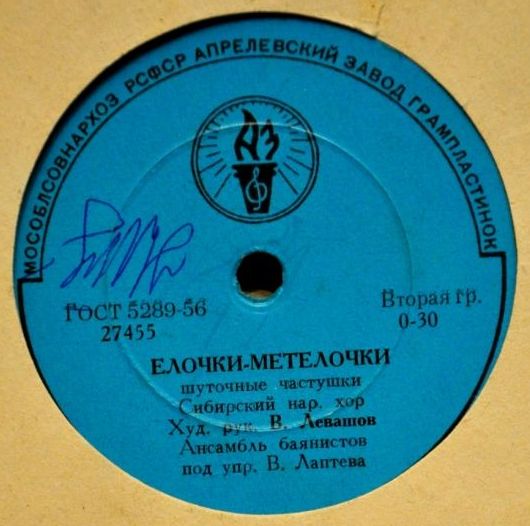 МОСОБЛСОВНАРХОЗ РСФСР АПРЕЛЕВСКИЙ ЗАВОД ГРАМПЛАСТИНОК
АЗ
ГОСТ 5289-56
27455
Вторая гр.
0-30
ЕЛОЧКИ-МЕТЕЛОЧКИ
шуточные частушки
Сибирский нар. хор
Худ. рук. В. Левашов
Ансамбль баянистов
под упр. В. Лаптева